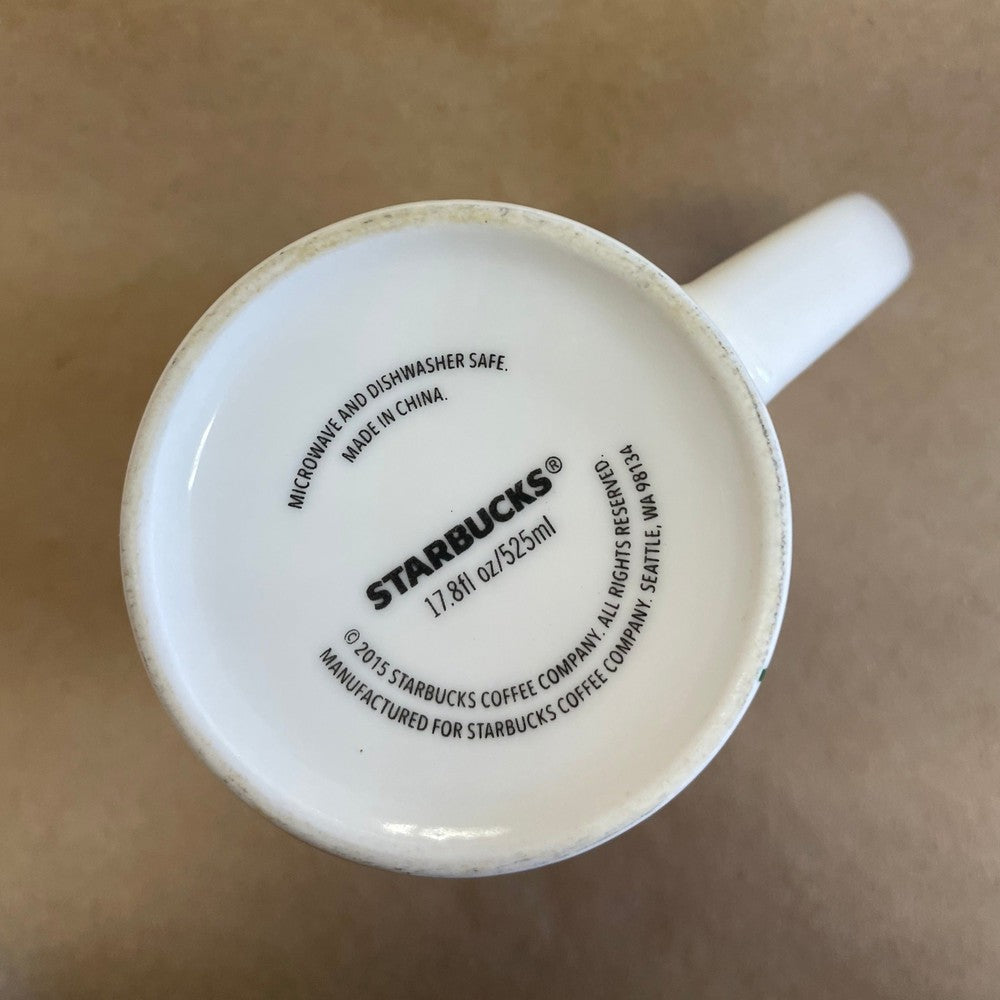 MICROWAVE AND DISHWASHER SAFE.
MADE IN CHINA.
STARBUCKS®
17.8fl oz/525ml
© 2015 STARBUCKS COFFEE COMPANY. ALL RIGHTS RESERVED.
MANUFACTURED FOR STARBUCKS COFFEE COMPANY. SEATTLE, WA 98134